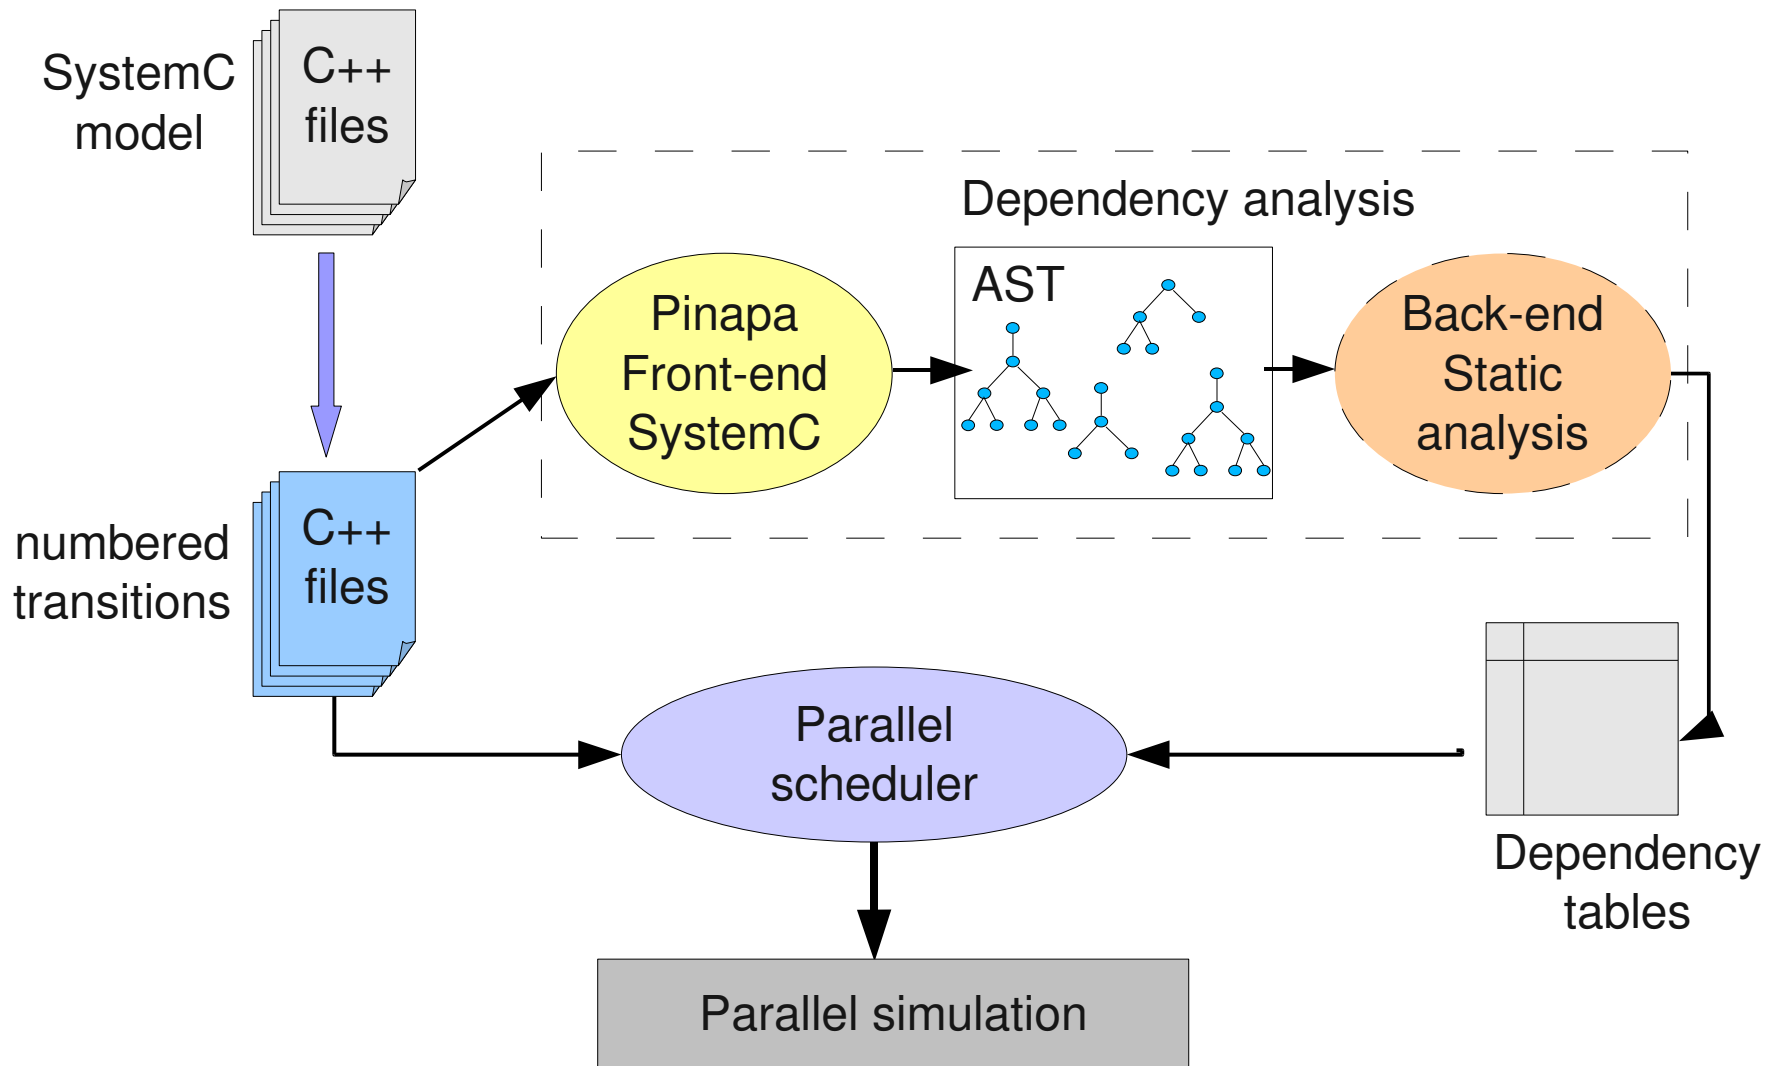 SystemC
model
C++
files
Dependency analysis
Pinapa
Front-end
SystemC
AST
Back-end
Static
analysis
numbered
transitions
C++
files
Parallel
scheduler
Dependency
tables
Parallel simulation